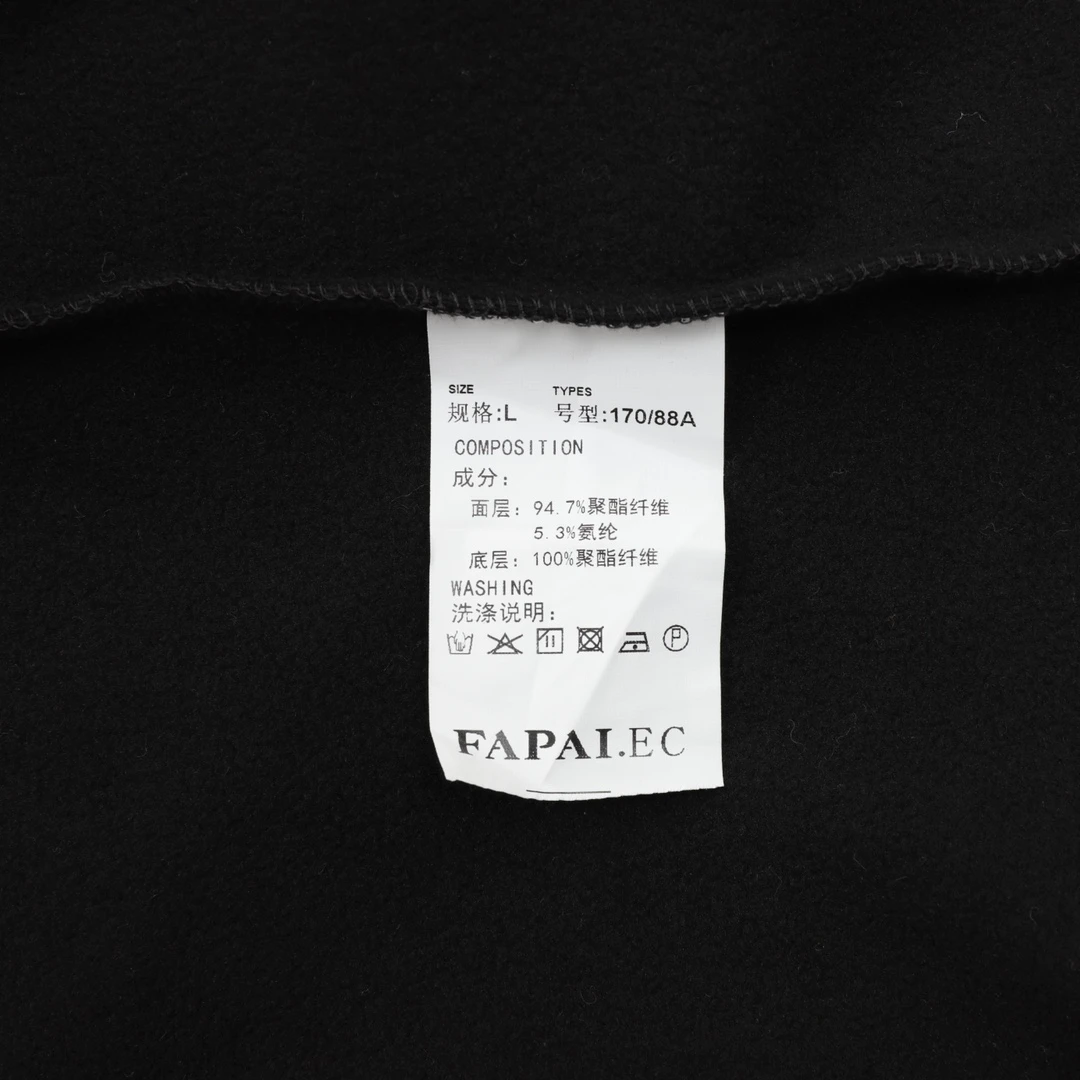 SIZE TYPES
规格:L 号型:170/88A
COMPOSITION
成分:
面层: 94.7%聚酯纤维
5.3%氨纶
底层: 100%聚酯纤维
WASHING
洗涤说明:
P
FAPAI.EC